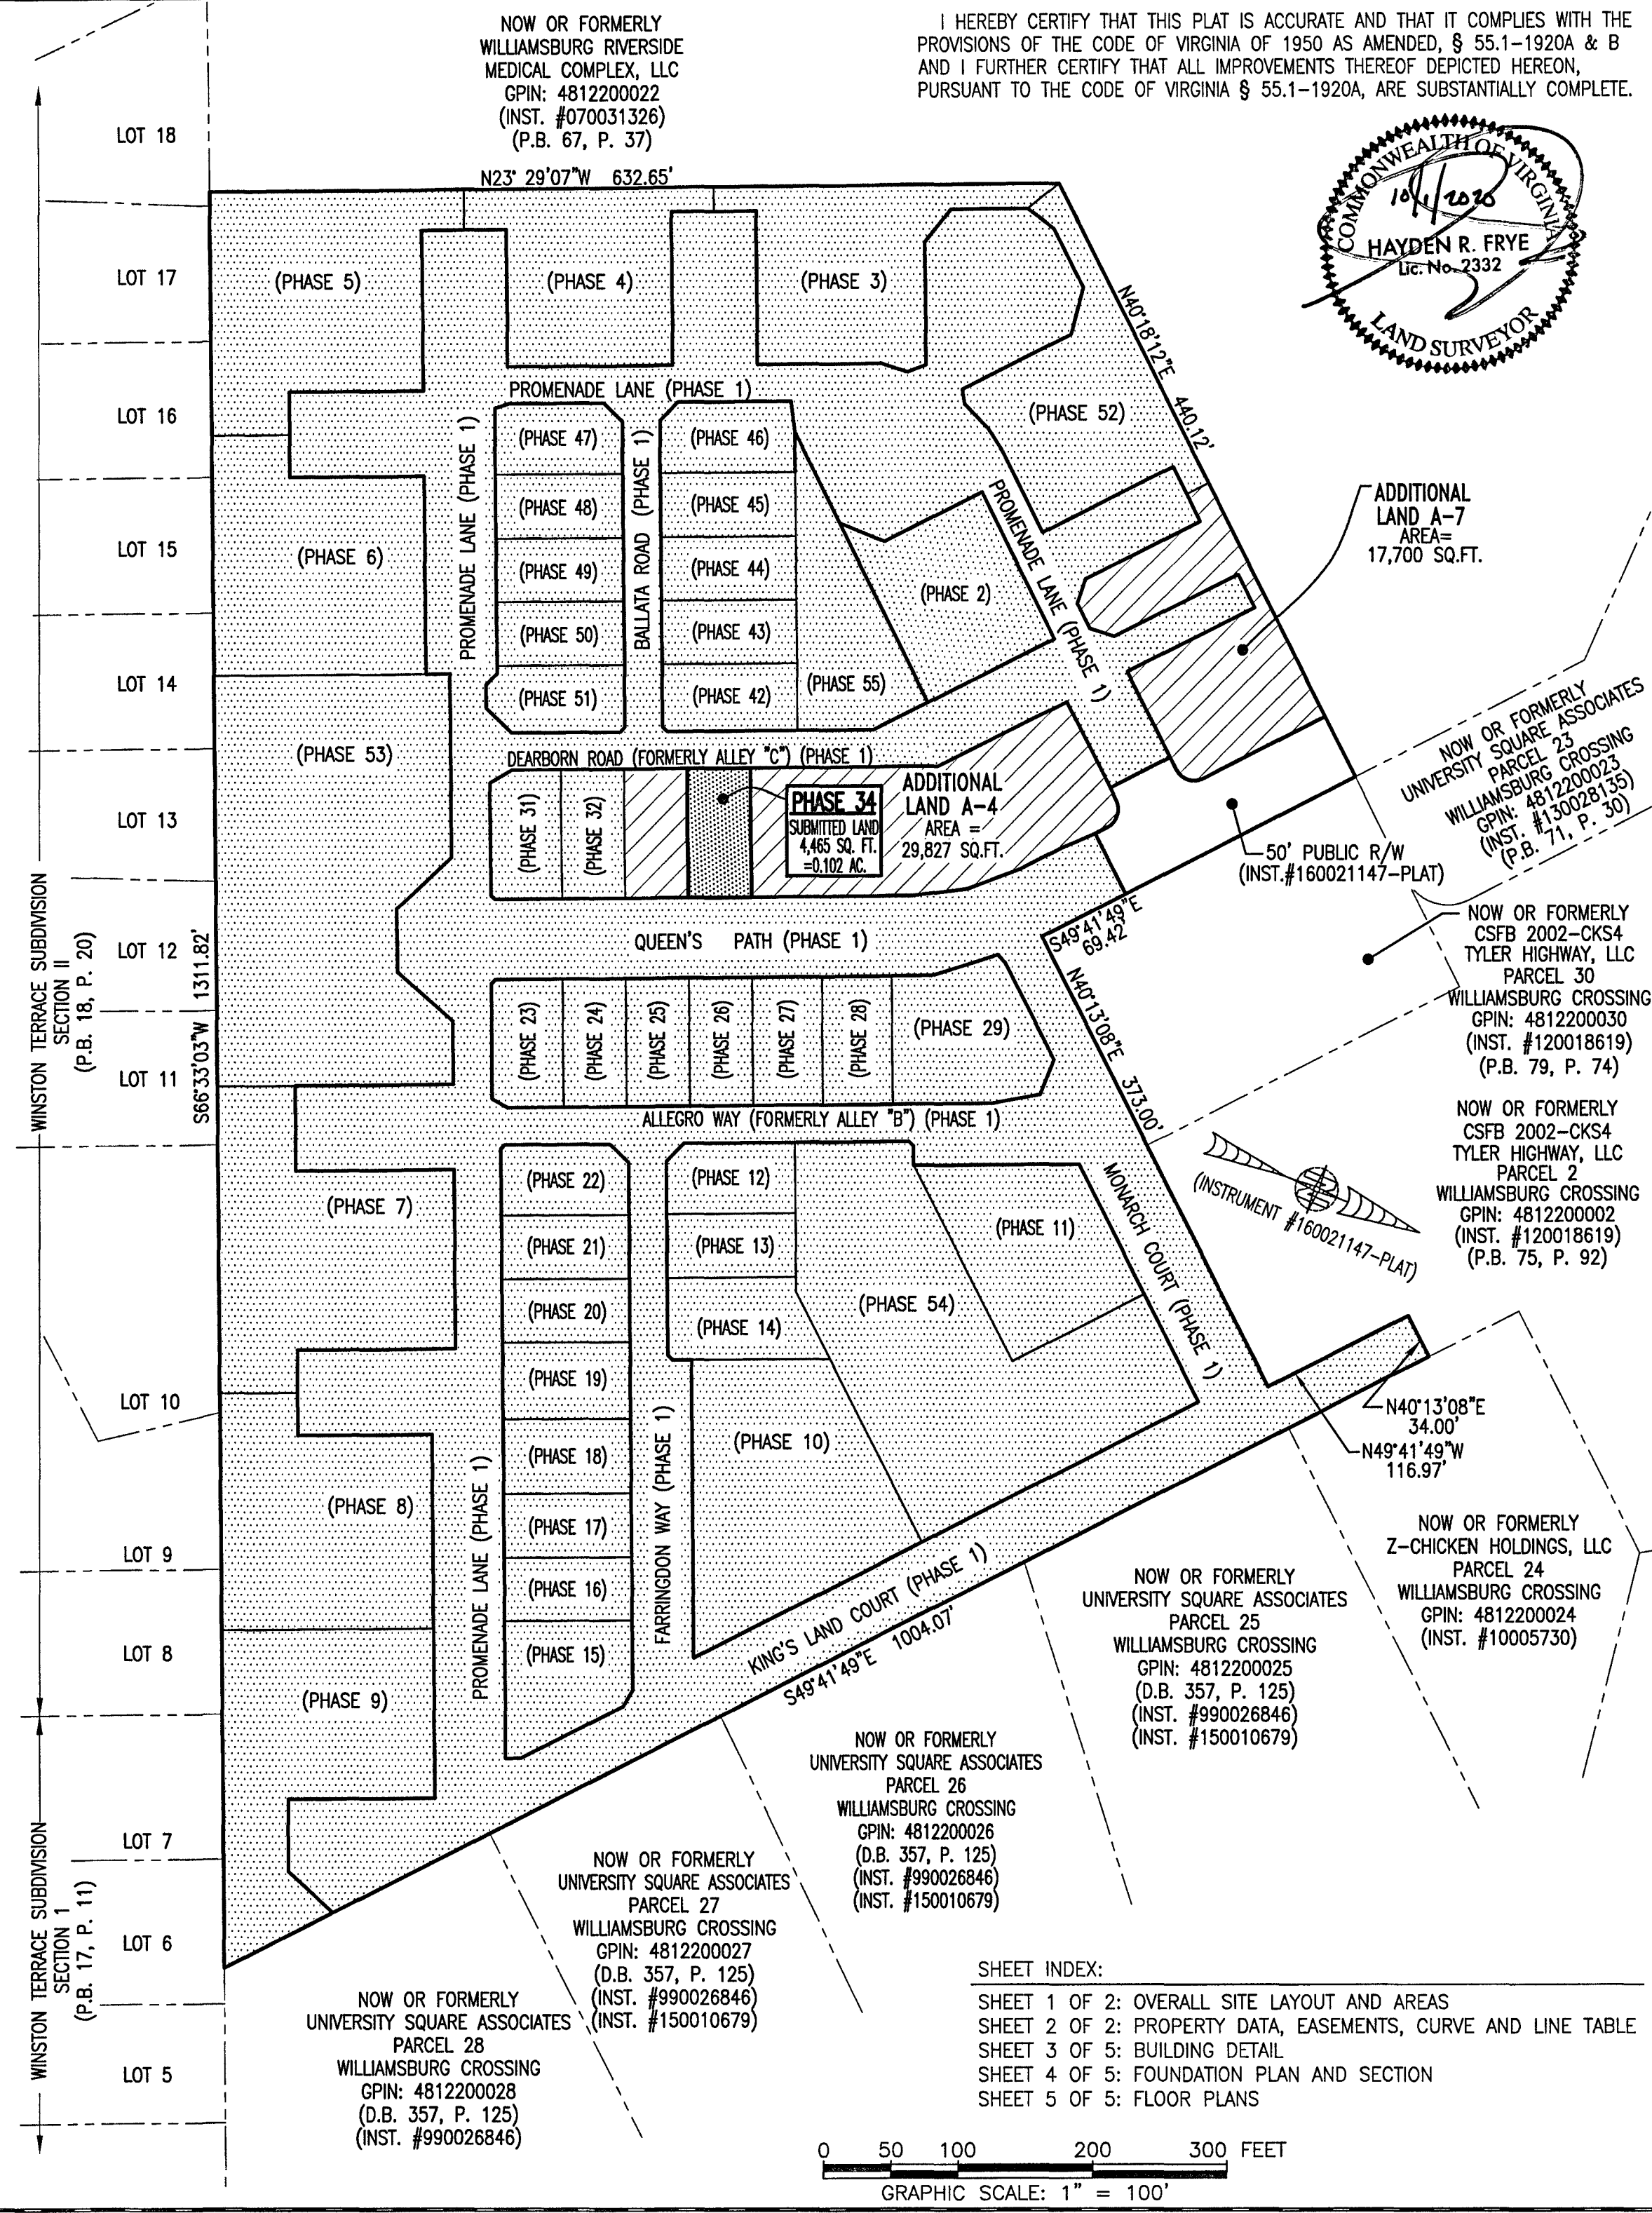 NOW OR FORMERLY
WILLIAMSBURG RIVERSIDE
MEDICAL COMPLEX, LLC
GPIN: 4812200022
(INST. #070031326)
(P.B. 67, P. 37)
I HEREBY CERTIFY THAT THIS PLAT IS ACCURATE AND THAT IT COMPLIES WITH THE
PROVISIONS OF THE CODE OF VIRGINIA OF 1950 AS AMENDED, § 55.1-1920A & B
AND I FURTHER CERTIFY THAT ALL IMPROVEMENTS THEREOF DEPICTED HEREON,
PURSUANT TO THE CODE OF VIRGINIA § 55.1-1920A, ARE SUBSTANTIALLY COMPLETE.
COMMONWEALTH OF VIRGINIA
10/1/2020
HAYDEN R. FRYE
Lic. No. 2332
LAND SURVEYOR
LOT 18
LOT 17
LOT 16
LOT 15
LOT 14
LOT 13
LOT 12
LOT 11
LOT 10
LOT 9
LOT 8
LOT 7
LOT 6
LOT 5
WINSTON TERRACE SUBDIVISION
SECTION II
(P.B. 18, P. 20)
WINSTON TERRACE SUBDIVISION
SECTION 1
(P.B. 17, P. 11)
S66°33'03"W 1311.82'
N23° 29'07"W 632.65'
N40°18'12"E 440.12'
(PHASE 5)
(PHASE 4)
(PHASE 3)
(PHASE 52)
PROMENADE LANE (PHASE 1)
PROMENADE LANE (PHASE 1)
BALLATA ROAD (PHASE 1)
PROMENADE LANE (PHASE 1)
(PHASE 47)
(PHASE 46)
(PHASE 48)
(PHASE 45)
(PHASE 49)
(PHASE 44)
(PHASE 50)
(PHASE 43)
(PHASE 51)
(PHASE 42)
(PHASE 55)
(PHASE 2)
(PHASE 6)
(PHASE 53)
ADDITIONAL
LAND A-7
AREA=
17,700 SQ.FT.
DEARBORN ROAD (FORMERLY ALLEY "C") (PHASE 1)
(PHASE 31)
(PHASE 32)
PHASE 34
SUBMITTED LAND
4,465 SQ. FT.
=0.102 AC.
ADDITIONAL
LAND A-4
AREA =
29,827 SQ.FT.
50' PUBLIC R/W
(INST.#160021147-PLAT)
NOW OR FORMERLY
UNIVERSITY SQUARE ASSOCIATES
PARCEL 23
WILLIAMSBURG CROSSING
GPIN: 4812200023
(INST. #130028135)
(P.B. 71, P. 30)
QUEEN'S PATH (PHASE 1)
S49°41'49"E
69.42'
N40°13'08"E 373.00'
NOW OR FORMERLY
CSFB 2002-CKS4
TYLER HIGHWAY, LLC
PARCEL 30
WILLIAMSBURG CROSSING
GPIN: 4812200030
(INST. #120018619)
(P.B. 79, P. 74)
(PHASE 23)
(PHASE 24)
(PHASE 25)
(PHASE 26)
(PHASE 27)
(PHASE 28)
(PHASE 29)
ALLEGRO WAY (FORMERLY ALLEY "B") (PHASE 1)
NOW OR FORMERLY
CSFB 2002-CKS4
TYLER HIGHWAY, LLC
PARCEL 2
WILLIAMSBURG CROSSING
GPIN: 4812200002
(INST. #120018619)
(P.B. 75, P. 92)
(INSTRUMENT #160021147-PLAT)
MONARCH COURT (PHASE 1)
(PHASE 7)
(PHASE 22)
(PHASE 12)
(PHASE 11)
(PHASE 21)
(PHASE 13)
(PHASE 20)
(PHASE 54)
(PHASE 14)
(PHASE 19)
(PHASE 18)
(PHASE 10)
(PHASE 8)
(PHASE 17)
(PHASE 16)
(PHASE 15)
(PHASE 9)
PROMENADE LANE (PHASE 1)
FARRINGDON WAY (PHASE 1)
KING'S LAND COURT (PHASE 1)
S49°41'49"E 1004.07'
N40°13'08"E
34.00'
N49°41'49"W
116.97'
NOW OR FORMERLY
Z-CHICKEN HOLDINGS, LLC
PARCEL 24
WILLIAMSBURG CROSSING
GPIN: 4812200024
(INST. #10005730)
NOW OR FORMERLY
UNIVERSITY SQUARE ASSOCIATES
PARCEL 25
WILLIAMSBURG CROSSING
GPIN: 4812200025
(D.B. 357, P. 125)
(INST. #990026846)
(INST. #150010679)
NOW OR FORMERLY
UNIVERSITY SQUARE ASSOCIATES
PARCEL 26
WILLIAMSBURG CROSSING
GPIN: 4812200026
(D.B. 357, P. 125)
(INST. #990026846)
(INST. #150010679)
NOW OR FORMERLY
UNIVERSITY SQUARE ASSOCIATES
PARCEL 27
WILLIAMSBURG CROSSING
GPIN: 4812200027
(D.B. 357, P. 125)
(INST. #990026846)
(INST. #150010679)
NOW OR FORMERLY
UNIVERSITY SQUARE ASSOCIATES
PARCEL 28
WILLIAMSBURG CROSSING
GPIN: 4812200028
(D.B. 357, P. 125)
(INST. #990026846)
SHEET INDEX:
SHEET 1 OF 2: OVERALL SITE LAYOUT AND AREAS
SHEET 2 OF 2: PROPERTY DATA, EASEMENTS, CURVE AND LINE TABLE
SHEET 3 OF 5: BUILDING DETAIL
SHEET 4 OF 5: FOUNDATION PLAN AND SECTION
SHEET 5 OF 5: FLOOR PLANS
0 50 100 200 300 FEET
GRAPHIC SCALE: 1" = 100'